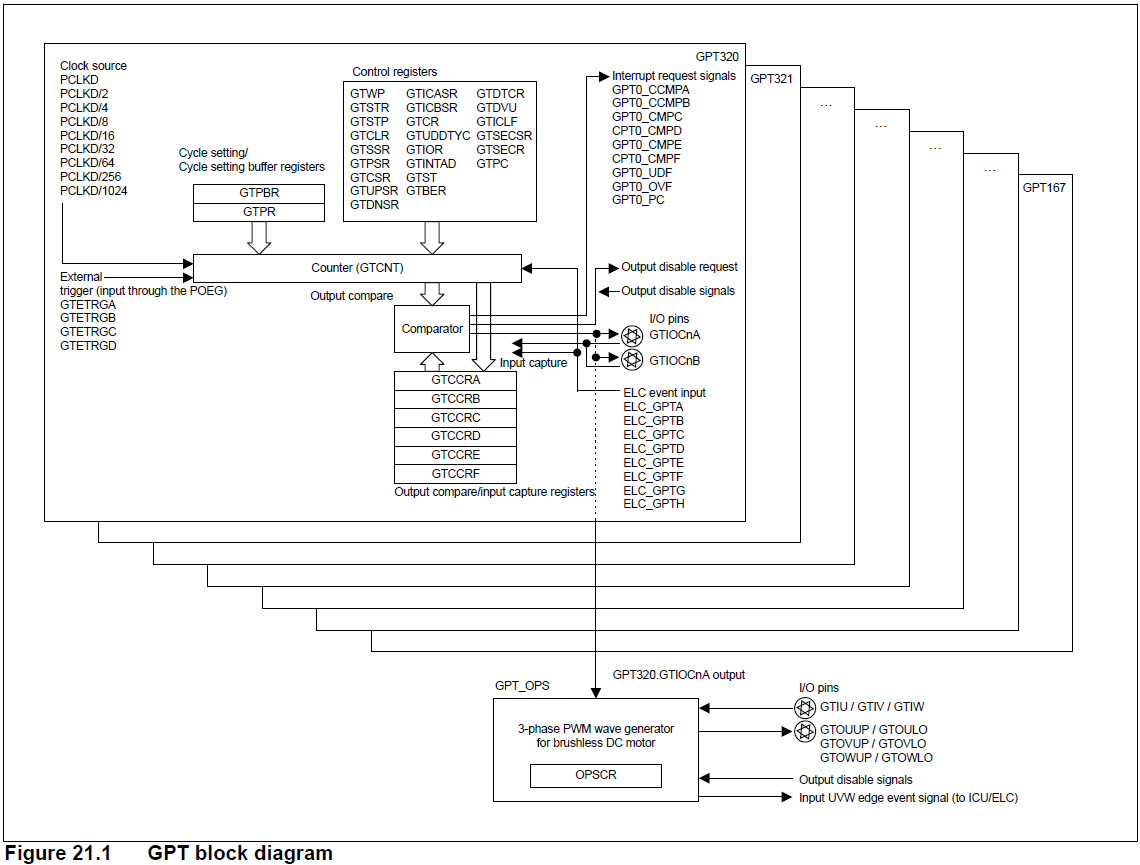 GPT320
GPT321
...
...
...
...
GPT167
Clock source
PCLKD
PCLKD/2
PCLKD/4
PCLKD/8
PCLKD/16
PCLKD/32
PCLKD/64
PCLKD/256
PCLKD/1024
Cycle setting/
Cycle setting buffer registers
GTPBR
GTPR
Control registers
GTWP GTICASR GTDTCR
GTSTR GTICBSR GTDVU
GTSTP GTCR GTICLF
GTCLR GTUDDTYC GTSECSR
GTSSR GTIOR GTSECR
GTPSR GTINTAD GTPC
GTCSR GTST
GTUPSR GTBER
GTDNSR
Interrupt request signals
GPT0_CCMPA
GPT0_CCMPB
GPT0_CMPC
CPT0_CMPD
GPT0_CMPE
CPT0_CMPF
GPT0_UDF
GPT0_OVF
GPT0_PC
Counter (GTCNT)
External
trigger (input through the POEG)
GTETRGA
GTETRGB
GTETRGC
GTETRGD
Output compare
Comparator
Output disable request
Output disable signals
I/O pins
GTIOCnA
GTIOCnB
Input capture
GTCCRA
GTCCRB
GTCCRC
GTCCRD
GTCCRE
GTCCRF
Output compare/input capture registers
ELC event input
ELC_GPTA
ELC_GPTB
ELC_GPTC
ELC_GPTD
ELC_GPTE
ELC_GPTF
ELC_GPTG
ELC_GPTH
GPT320.GTIOCnA output
GPT_OPS
3-phase PWM wave generator
for brushless DC motor
OPSCR
I/O pins
GTIU / GTIV / GTIW
GTOUUP / GTOULO
GTOVUP / GTOVLO
GTOWUP / GTOWLO
Output disable signals
Input UVW edge event signal (to ICU/ELC)
Figure 21.1 GPT block diagram